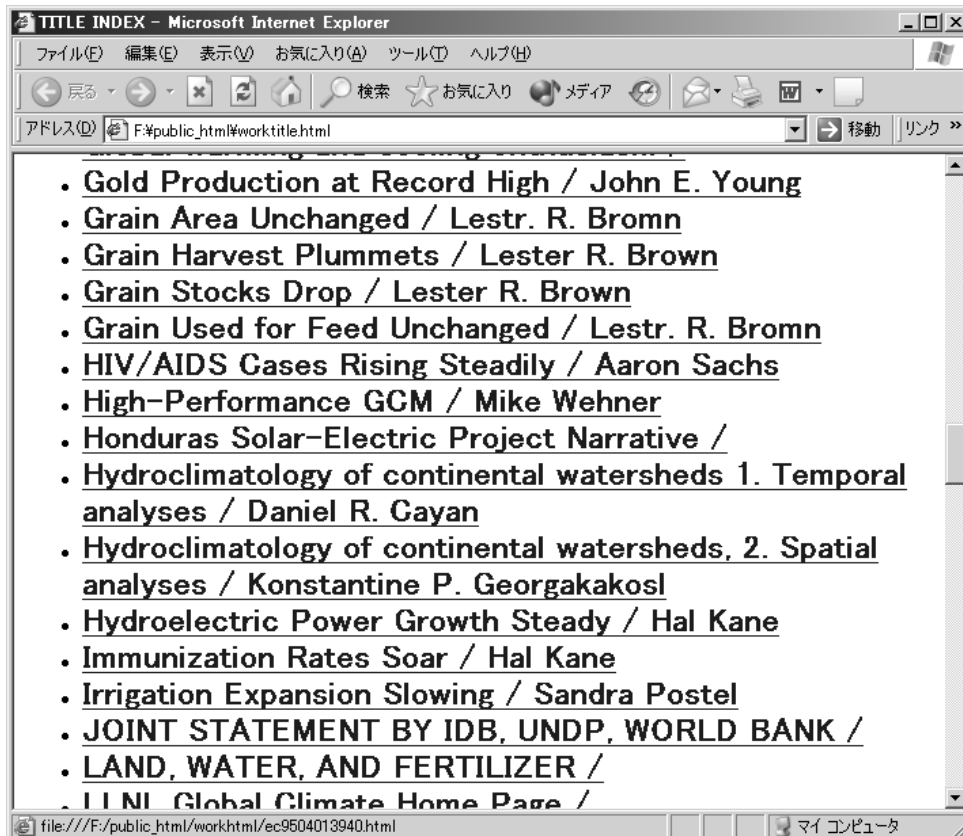 TITLE INDEX - Microsoft Internet Explorer
ファイル(F) 編集(E) 表示(V) お気に入り(A) ツール(T) ヘルプ(H)
戻る 検索 お気に入り メディア
アドレス(D) F:¥public_html¥worktitle.html 移動 リンク »
• Gold Production at Record High / John E. Young
• Grain Area Unchanged / Lestr. R. Bromn
• Grain Harvest Plummets / Lester R. Brown
• Grain Stocks Drop / Lester R. Brown
• Grain Used for Feed Unchanged / Lestr. R. Bromn
• HIV/AIDS Cases Rising Steadily / Aaron Sachs
• High-Performance GCM / Mike Wehner
• Honduras Solar-Electric Project Narrative /
• Hydroclimatology of continental watersheds 1. Temporal
analyses / Daniel R. Cayan
• Hydroclimatology of continental watersheds, 2. Spatial
analyses / Konstantine P. Georgakakosl
• Hydroelectric Power Growth Steady / Hal Kane
• Immunization Rates Soar / Hal Kane
• Irrigation Expansion Slowing / Sandra Postel
• JOINT STATEMENT BY IDB, UNDP, WORLD BANK /
• LAND, WATER, AND FERTILIZER /
• LLNL Global Climate Home Page /
file:///F:/public_html/workhtml/ec9504013940.html マイ コンピュータ